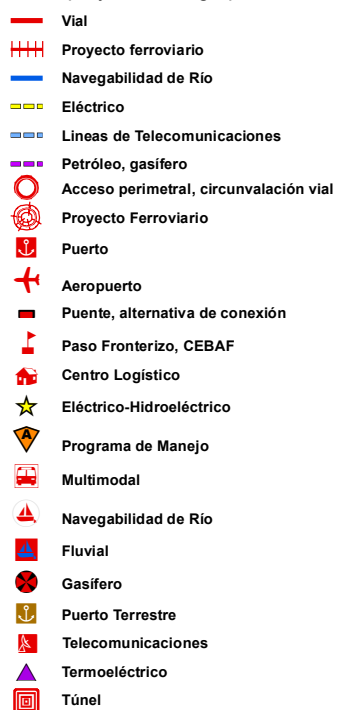 Vial
Proyecto ferroviario
Navegabilidad de Río
Eléctrico
Lineas de Telecomunicaciones
Petróleo, gasífero
Acceso perimetral, circunvalación vial
Proyecto Ferroviario
Puerto
Aeropuerto
Puente, alternativa de conexión
Paso Fronterizo, CEBAF
Centro Logístico
Eléctrico-Hidroeléctrico
A
Programa de Manejo
Multimodal
Navegabilidad de Río
Fluvial
Gasífero
Puerto Terrestre
Telecomunicaciones
Termoeléctrico
Túnel